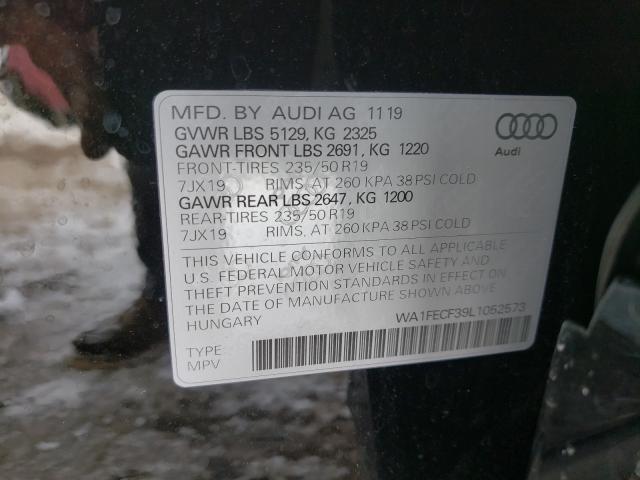 MFD. BY AUDI AG 11 19
GVWR LBS 5129, KG 2325
GAWR FRONT LBS 2691, KG 1220
FRONT-TIRES 235/50 R19
7JX19 RIMS, AT 260 KPA 38 PSI COLD
GAWR REAR LBS 2647, KG 1200
REAR-TIRES 235/50 R19
7JX19 RIMS, AT 260 KPA 38 PSI COLD
Audi
THIS VEHICLE CONFORMS TO ALL APPLICABLE
U.S. FEDERAL MOTOR VEHICLE SAFETY AND
THEFT PREVENTION STANDARDS IN EFFECT ON
THE DATE OF MANUFACTURE SHOWN ABOVE.
HUNGARY
WA1FECF39L1052573
TYPE
MPV